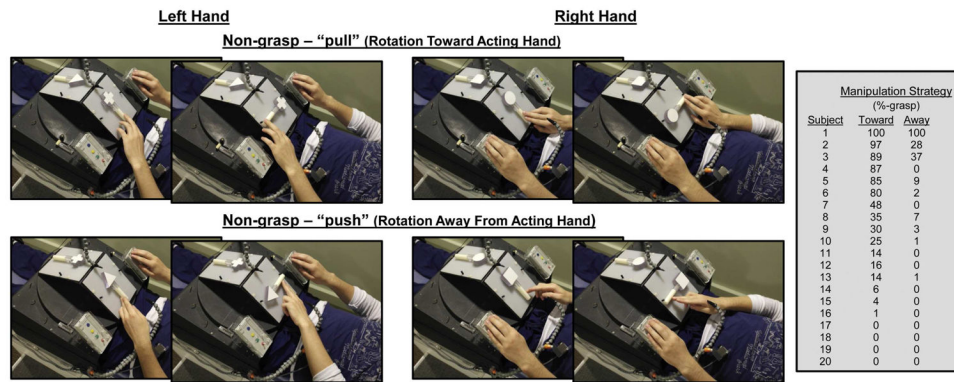 Left Hand
Right Hand
Non-grasp – “pull” (Rotation Toward Acting Hand)
Non-grasp – “push” (Rotation Away From Acting Hand)
Manipulation Strategy
(%-grasp)
Subject Toward Away
1 100 100
2 97 28
3 89 37
4 87 0
5 85 9
6 80 2
7 48 0
8 35 7
9 30 3
10 25 1
11 14 0
12 16 0
13 14 1
14 6 0
15 4 0
16 1 0
17 0 0
18 0 0
19 0 0
20 0 0